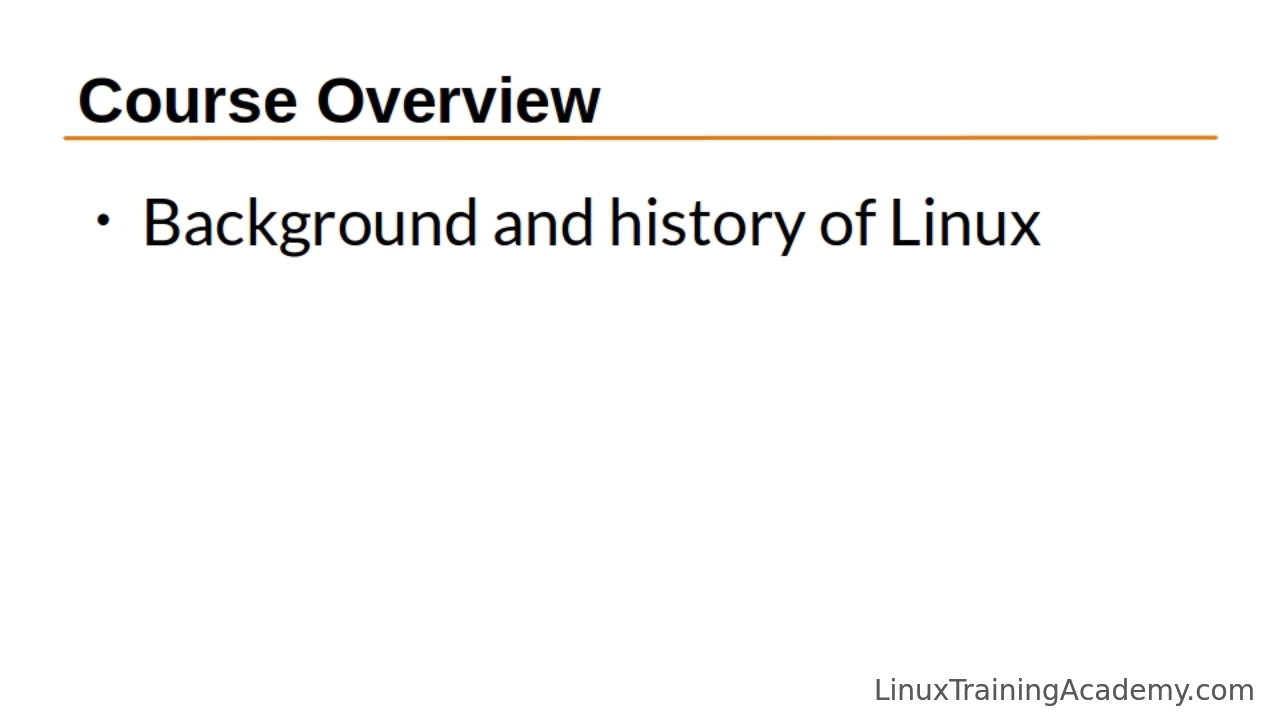 Course Overview
• Background and history of Linux
LinuxTrainingAcademy.com